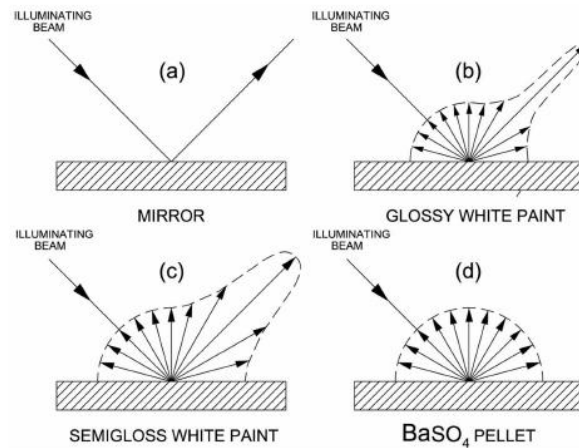 ILLUMINATING
BEAM
(a)
MIRROR
ILLUMINATING
BEAM
(b)
GLOSSY WHITE PAINT
ILLUMINATING
BEAM
(c)
SEMIGLOSS WHITE PAINT
ILLUMINATING
BEAM
(d)
BaSO₄ PELLET